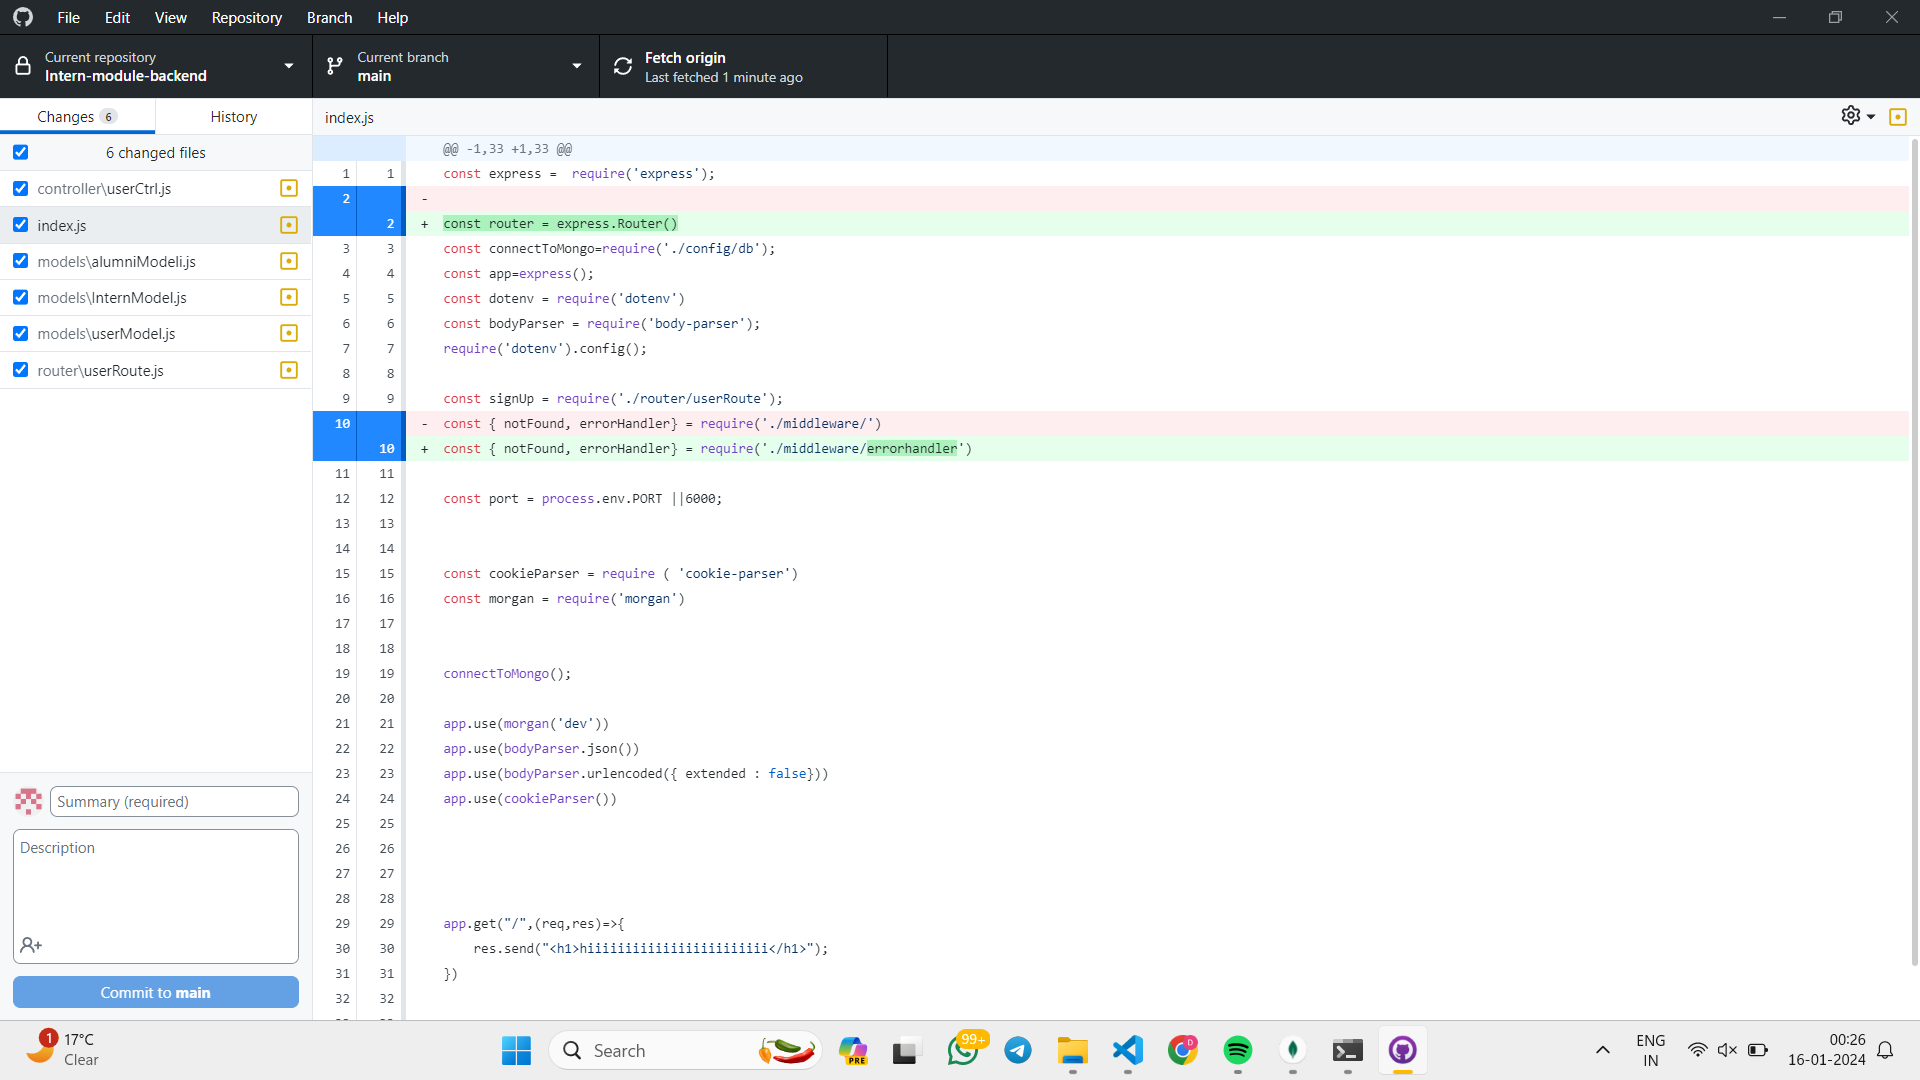 File Edit View Repository Branch Help
Current repository
Intern-module-backend
Current branch
main
Fetch origin
Last fetched 1 minute ago
Changes 6
History
index.js
6 changed files
controller\userCtrl.js
index.js
models\alumniModeli.js
models\InternModel.js
models\userModel.js
router\userRoute.js
Summary (required)
Description
Commit to main
@@ -1,33 +1,33 @@
1 1 const express =  require('express');
2 -
2 + const router = express.Router()
3 3 const connectToMongo=require('./config/db');
4 4 const app=express();
5 5 const dotenv = require('dotenv')
6 6 const bodyParser = require('body-parser');
7 7 require('dotenv').config();
8 8
9 9 const signUp = require('./router/userRoute');
10 - const { notFound, errorHandler} = require('./middleware/')
10 + const { notFound, errorHandler} = require('./middleware/errorhandler')
11 11
12 12 const port = process.env.PORT ||6000;
13 13
14 14
15 15 const cookieParser = require ( 'cookie-parser')
16 16 const morgan = require('morgan')
17 17
18 18
19 19 connectToMongo();
20 20
21 21 app.use(morgan('dev'))
22 22 app.use(bodyParser.json())
23 23 app.use(bodyParser.urlencoded({ extended : false}))
24 24 app.use(cookieParser())
25 25
26 26
27 27
28 28
29 29 app.get("/",(req,res)=>{
30 30 res.send("<h1>hiiiiiiiiiiiiiiiiiiiiiiii</h1>");
31 31 })
32 32
1
17°C
Clear
Search
PRE
99+
D
ENG
IN
00:26
16-01-2024